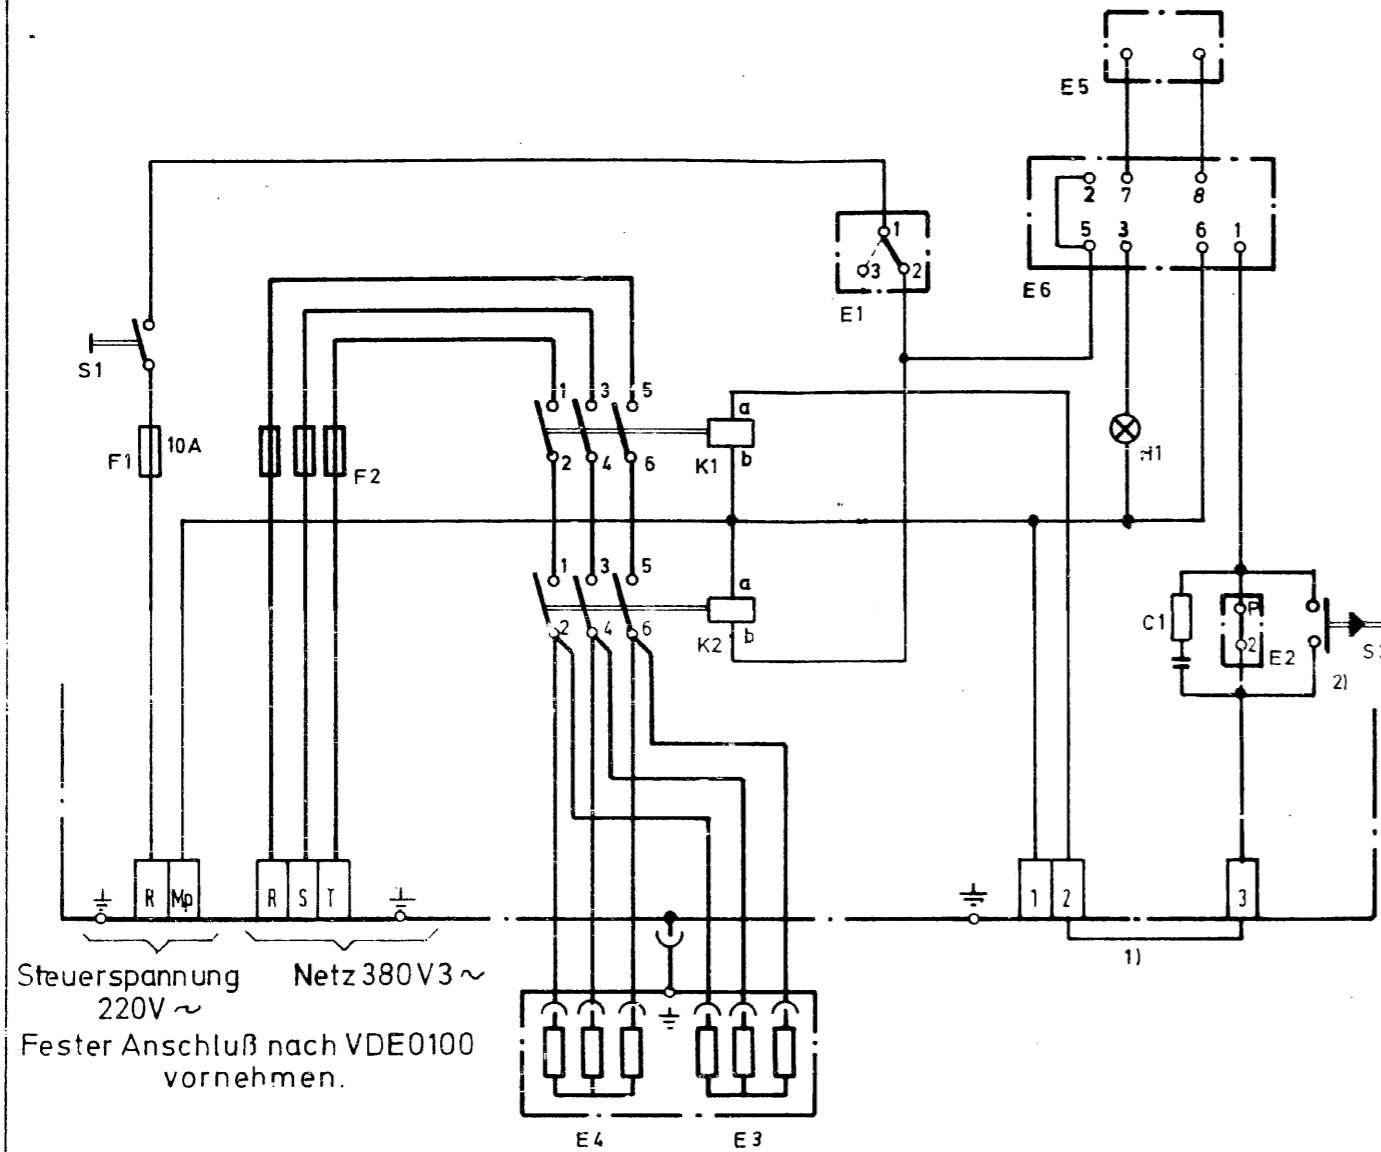 E5
2 7 8
5 3 6 1
E6
1
3 2
E1
S1
F1 10A
F2
1 3 5
2 4 6
a
K1 b
H1
1 3 5
2 4 6
a
K2 b
C1
P
2 E2
2)
R Mp
R S T
1 2
3
1)
Steuerspannung
220V ~
Netz 380V3 ~
Fester Anschluß nach VDE0100
vornehmen.
E4 E3